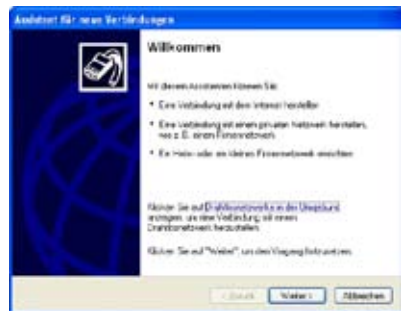 Assistent für neue Verbindungen
Willkommen
Mit diesem Assistenten können Sie:
• Eine Verbindung mit dem Internet herstellen
• Eine Verbindung mit einem privaten Netzwerk herstellen,
wie z. B. einem Firmennetzwerk
• Ein Heim- oder ein kleines Firmennetzwerk einrichten
Klicken Sie auf Drahtlosnetzwerke in der Umgebung
anzeigen, um eine Verbindung mit einem
Drahtlosnetzwerk herzustellen.
Klicken Sie auf "Weiter", um den Vorgang fortzusetzen.
< Zurück Weiter > Abbrechen